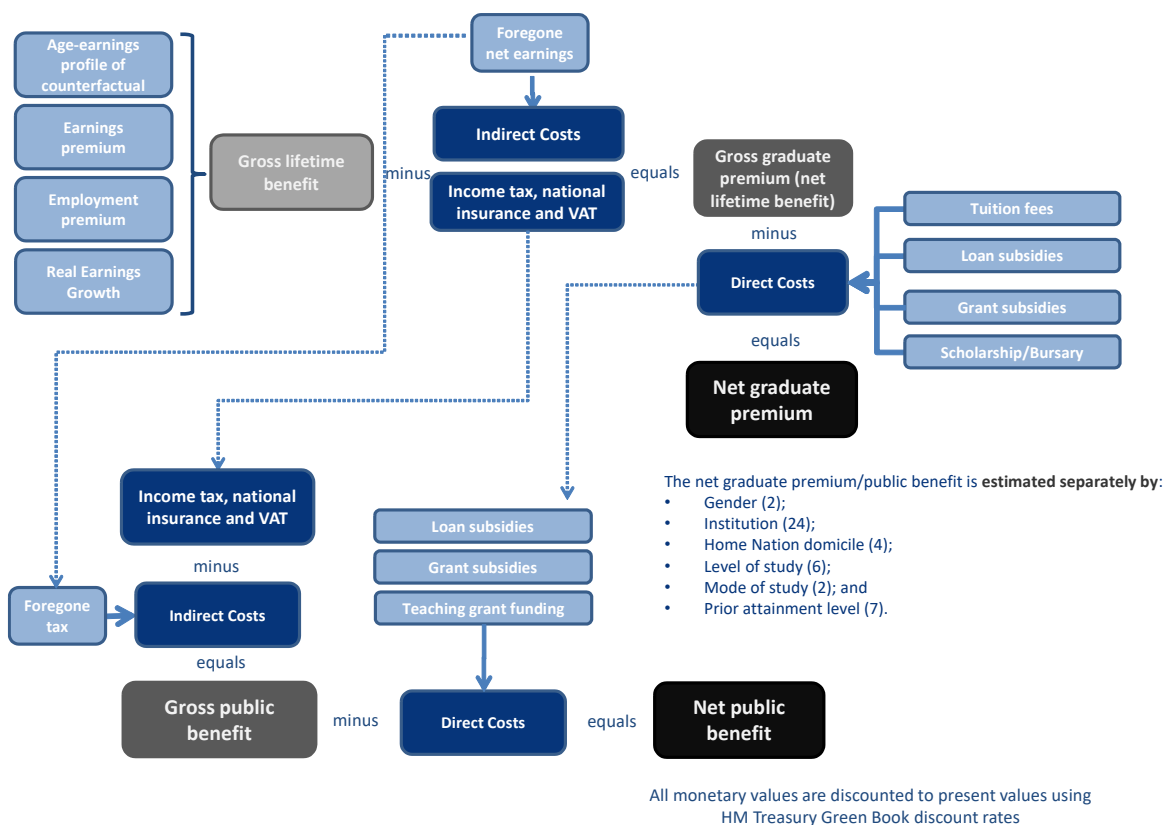 Age-earnings
profile of
counterfactual
Earnings
premium
Employment
premium
Real Earnings
Growth
Gross lifetime
benefit
minus
Foregone
net earnings
Indirect Costs
Income tax, national
insurance and VAT
equals
Gross graduate
premium (net
lifetime benefit)
minus
Direct Costs
Tuition fees
Loan subsidies
Grant subsidies
Scholarship/Bursary
equals
Net graduate
premium
The net graduate premium/public benefit is estimated separately by:
• Gender (2);
• Institution (24);
• Home Nation domicile (4);
• Level of study (6);
• Mode of study (2); and
• Prior attainment level (7).
Income tax, national
insurance and VAT
minus
Foregone
tax
Indirect Costs
equals
Gross public
benefit
minus
Loan subsidies
Grant subsidies
Teaching grant funding
Direct Costs
equals
Net public
benefit
All monetary values are discounted to present values using
HM Treasury Green Book discount rates